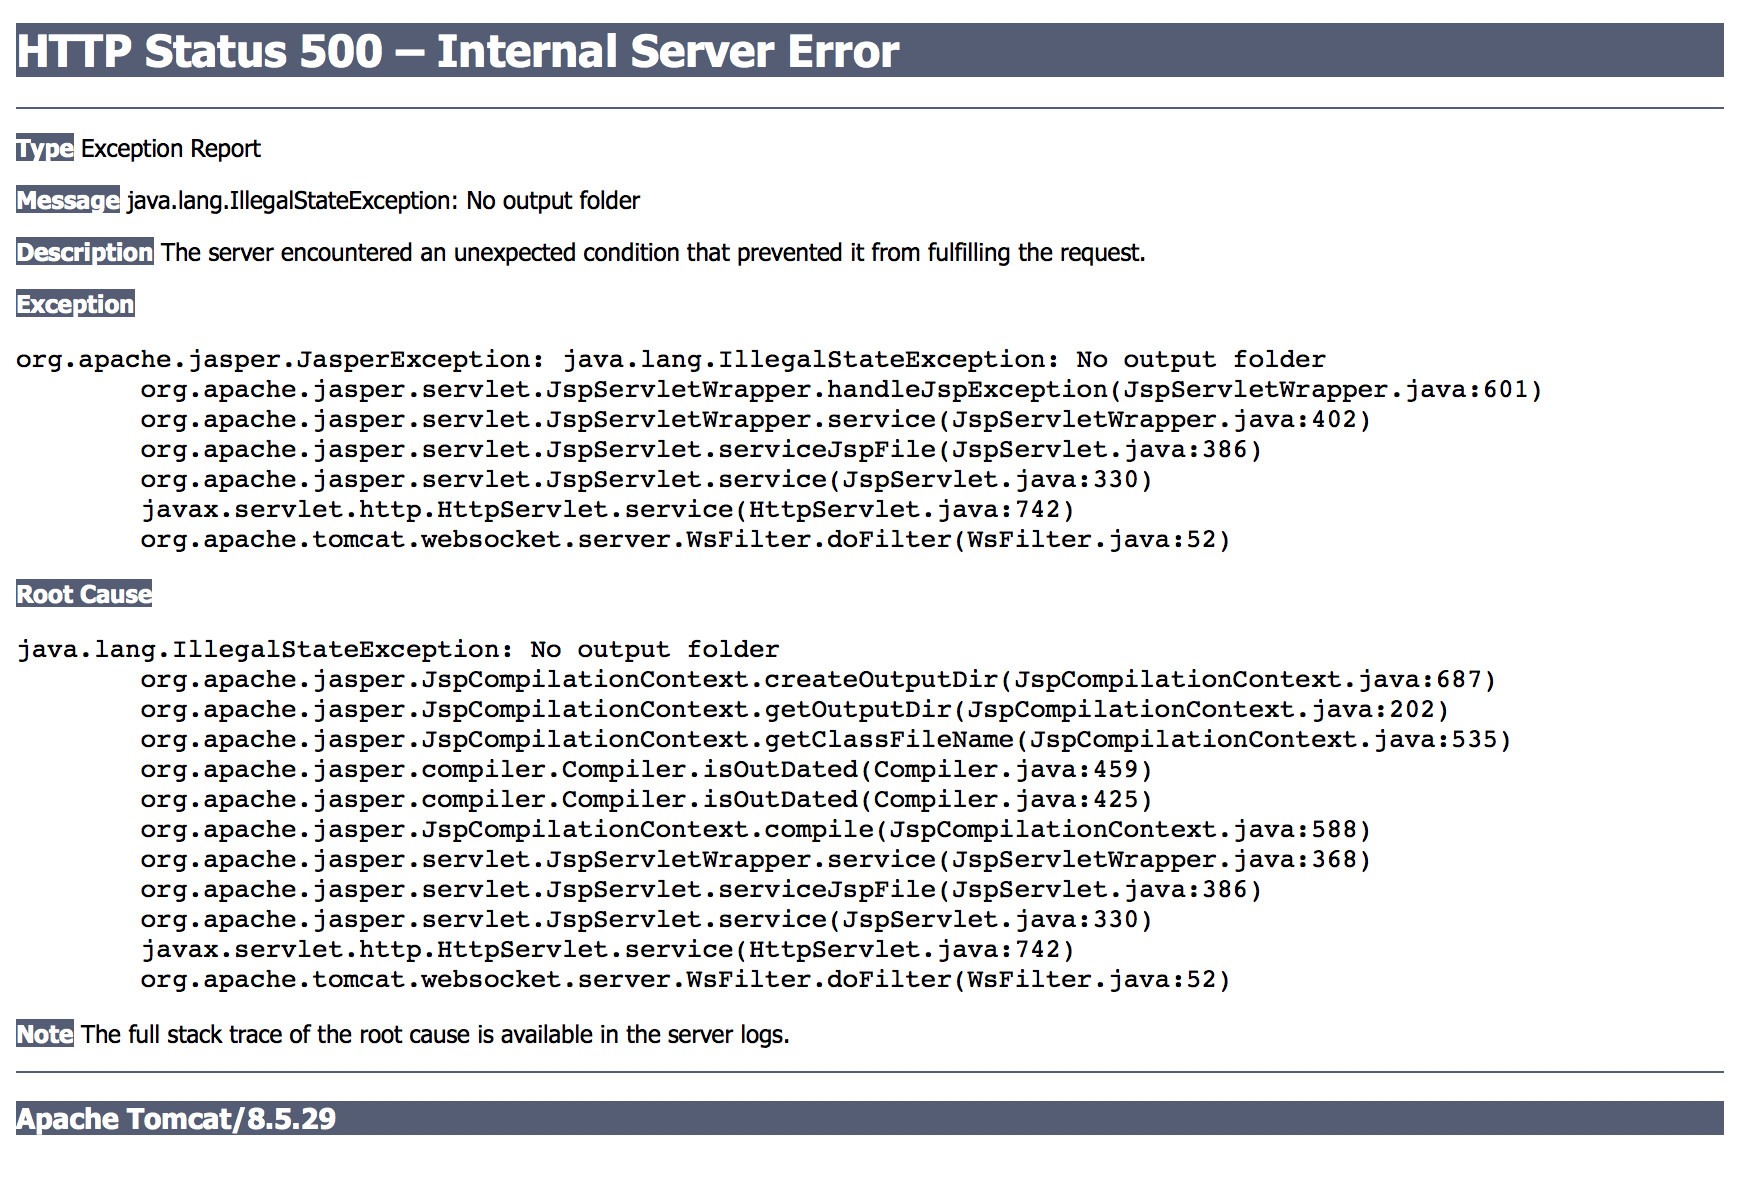 HTTP Status 500 – Internal Server Error
Type Exception Report
Message java.lang.IllegalStateException: No output folder
Description The server encountered an unexpected condition that prevented it from fulfilling the request.
Exception
org.apache.jasper.JasperException: java.lang.IllegalStateException: No output folder
org.apache.jasper.servlet.JspServletWrapper.handleJspException(JspServletWrapper.java:601)
org.apache.jasper.servlet.JspServletWrapper.service(JspServletWrapper.java:402)
org.apache.jasper.servlet.JspServlet.serviceJspFile(JspServlet.java:386)
org.apache.jasper.servlet.JspServlet.service(JspServlet.java:330)
javax.servlet.http.HttpServlet.service(HttpServlet.java:742)
org.apache.tomcat.websocket.server.WsFilter.doFilter(WsFilter.java:52)
Root Cause
java.lang.IllegalStateException: No output folder
org.apache.jasper.JspCompilationContext.createOutputDir(JspCompilationContext.java:687)
org.apache.jasper.JspCompilationContext.getOutputDir(JspCompilationContext.java:202)
org.apache.jasper.JspCompilationContext.getClassFileName(JspCompilationContext.java:535)
org.apache.jasper.compiler.Compiler.isOutDated(Compiler.java:459)
org.apache.jasper.compiler.Compiler.isOutDated(Compiler.java:425)
org.apache.jasper.JspCompilationContext.compile(JspCompilationContext.java:588)
org.apache.jasper.servlet.JspServletWrapper.service(JspServletWrapper.java:368)
org.apache.jasper.servlet.JspServlet.serviceJspFile(JspServlet.java:386)
org.apache.jasper.servlet.JspServlet.service(JspServlet.java:330)
javax.servlet.http.HttpServlet.service(HttpServlet.java:742)
org.apache.tomcat.websocket.server.WsFilter.doFilter(WsFilter.java:52)
Note The full stack trace of the root cause is available in the server logs.
Apache Tomcat/8.5.29